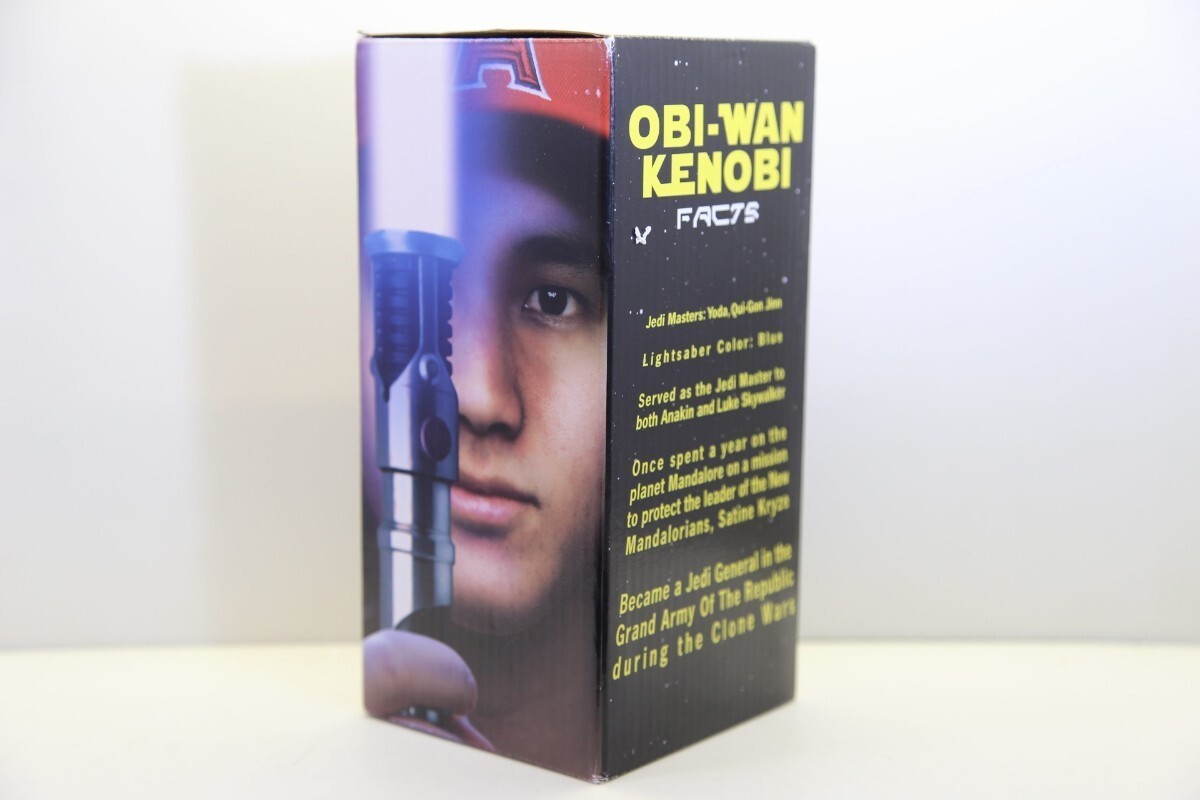 A
OBI-WAN
KENOBI
FACTS
Jedi Masters: Yoda, Qui-Gon Jinn
Lightsaber Color: Blue
Served as the Jedi Master to
both Anakin and Luke Skywalker
Once spent a year on the
planet Mandalore on a mission
to protect the leader of the New
Mandalorians, Satine Kryze
Became a Jedi General in the
Grand Army Of The Republic
during the Clone Wars